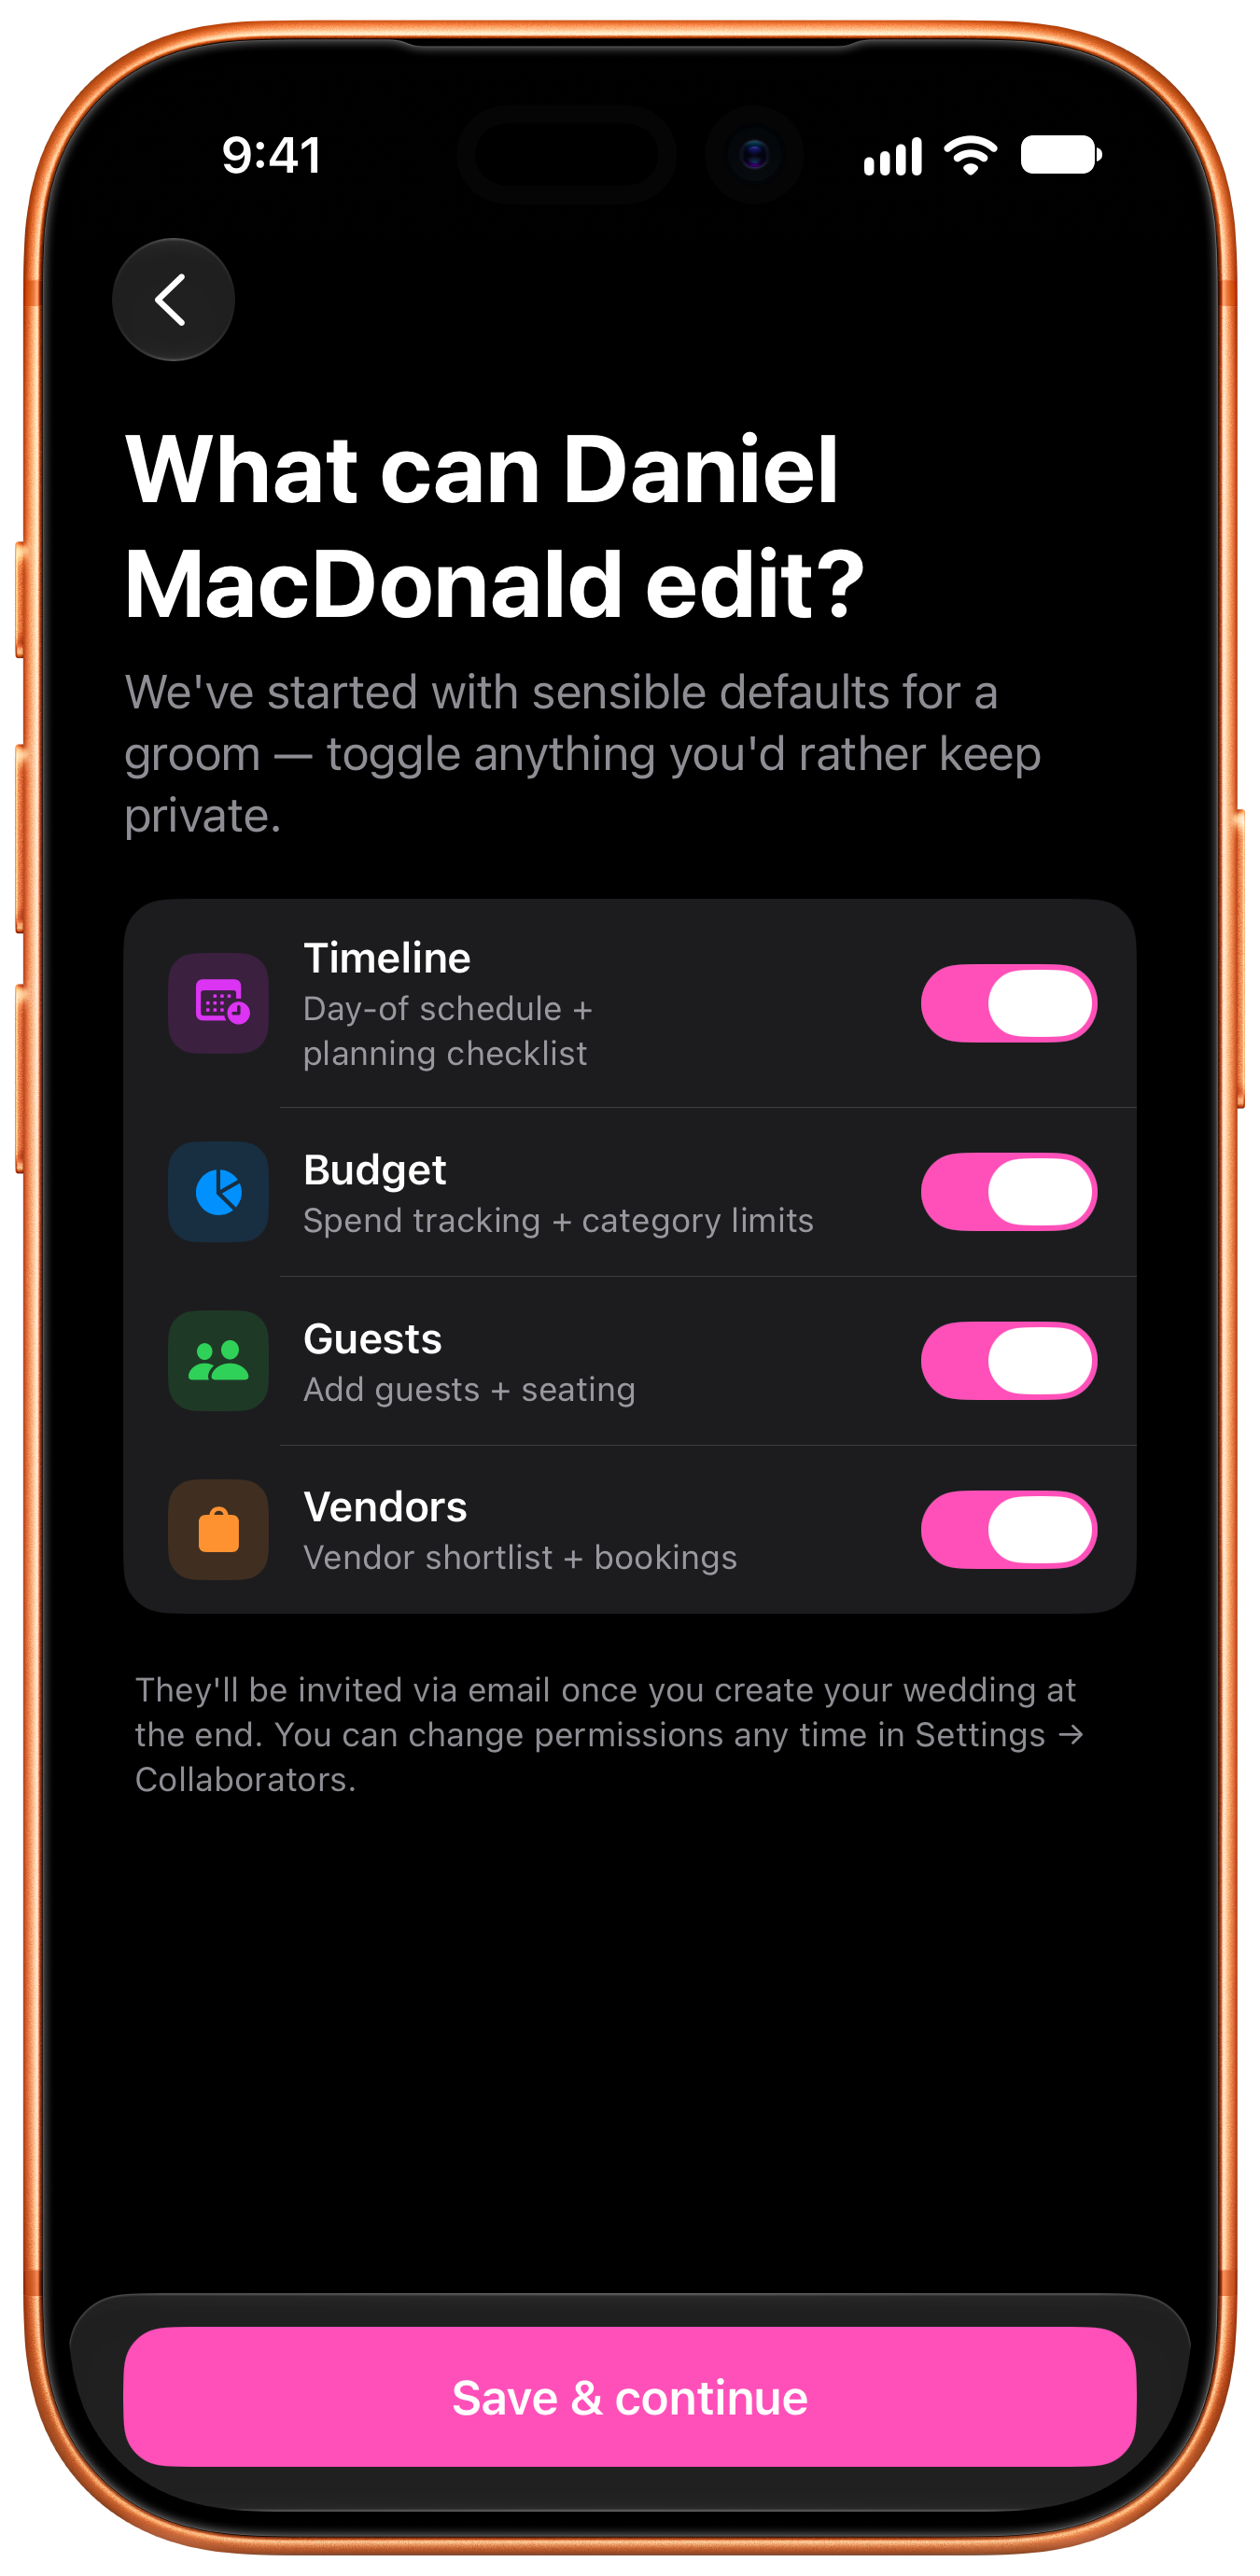 9:41
What can Daniel
MacDonald edit?
We've started with sensible defaults for a
groom — toggle anything you'd rather keep
private.
Timeline
Day-of schedule +
planning checklist
Budget
Spend tracking + category limits
Guests
Add guests + seating
Vendors
Vendor shortlist + bookings
They'll be invited via email once you create your wedding at
the end. You can change permissions any time in Settings →
Collaborators.
Save & continue